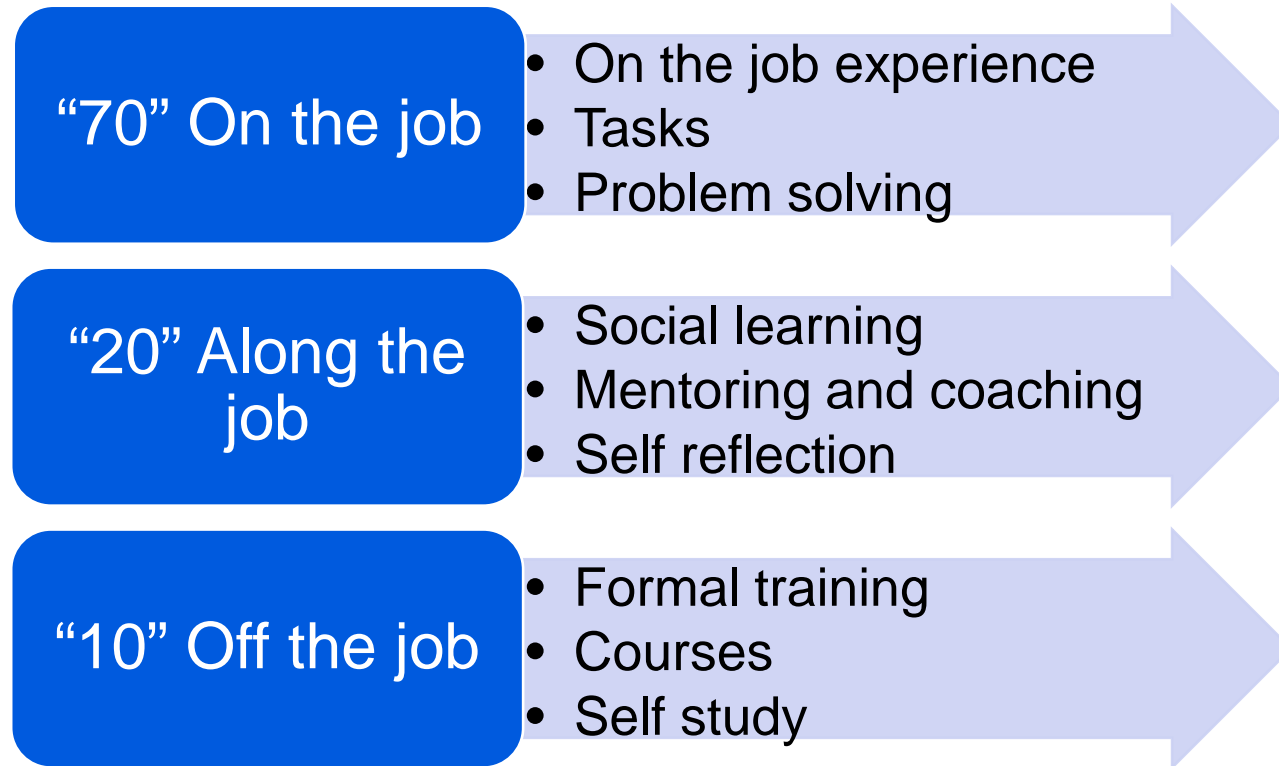 “70” On the job
• On the job experience
• Tasks
• Problem solving
“20” Along the
job
• Social learning
• Mentoring and coaching
• Self reflection
“10” Off the job
• Formal training
• Courses
• Self study